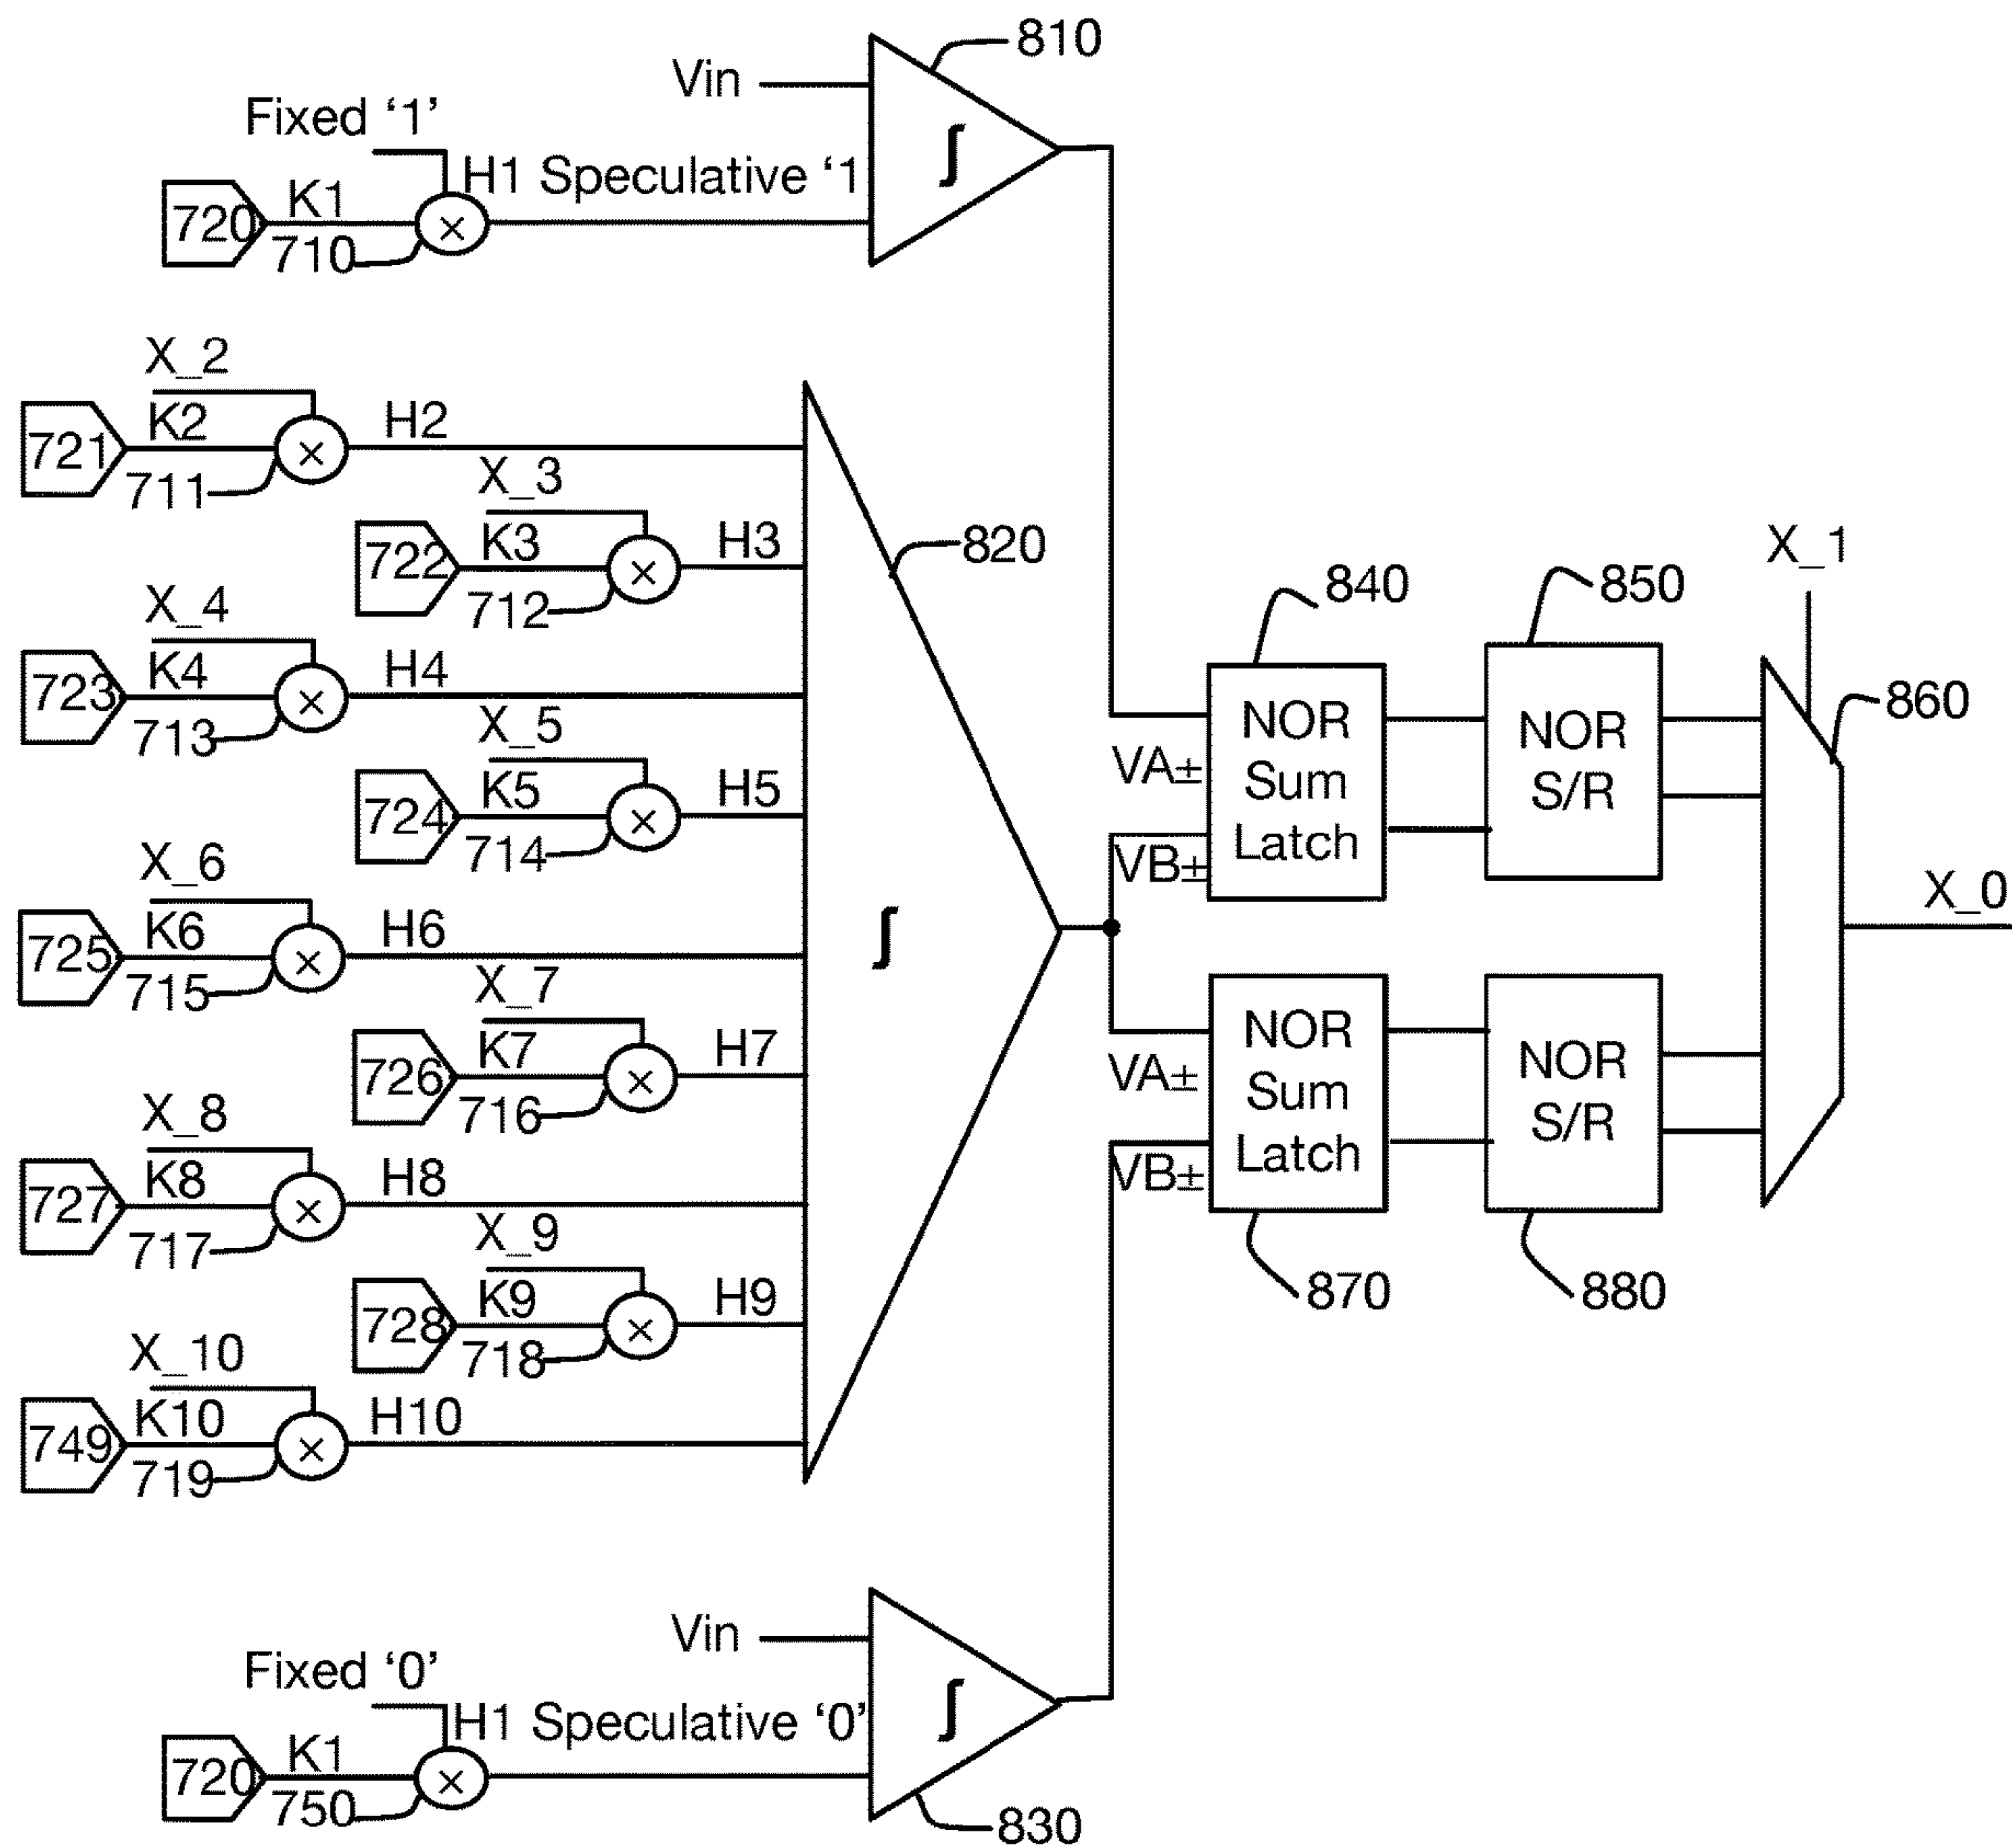 810
Vin
Fixed ‘1’
∫
H1 Speculative ‘1
720
K1
710
×
X_2
K2
H2
721
711
×
X_3
K3
H3
722
712
×
820
X_4
K4
H4
723
713
×
X_5
K5
H5
724
714
×
X_6
K6
H6
725
715
×
∫
X_7
K7
H7
726
716
×
X_8
K8
H8
727
717
×
X_9
K9
H9
728
718
×
X_10
K10
H10
749
719
×
840
850
X_1
860
NOR
Sum
Latch
NOR
S/R
VA±
VB±
X_0
NOR
Sum
Latch
NOR
S/R
VA±
VB±
870
880
Vin
Fixed ‘0’
∫
H1 Speculative ‘0’
720
K1
750
×
830